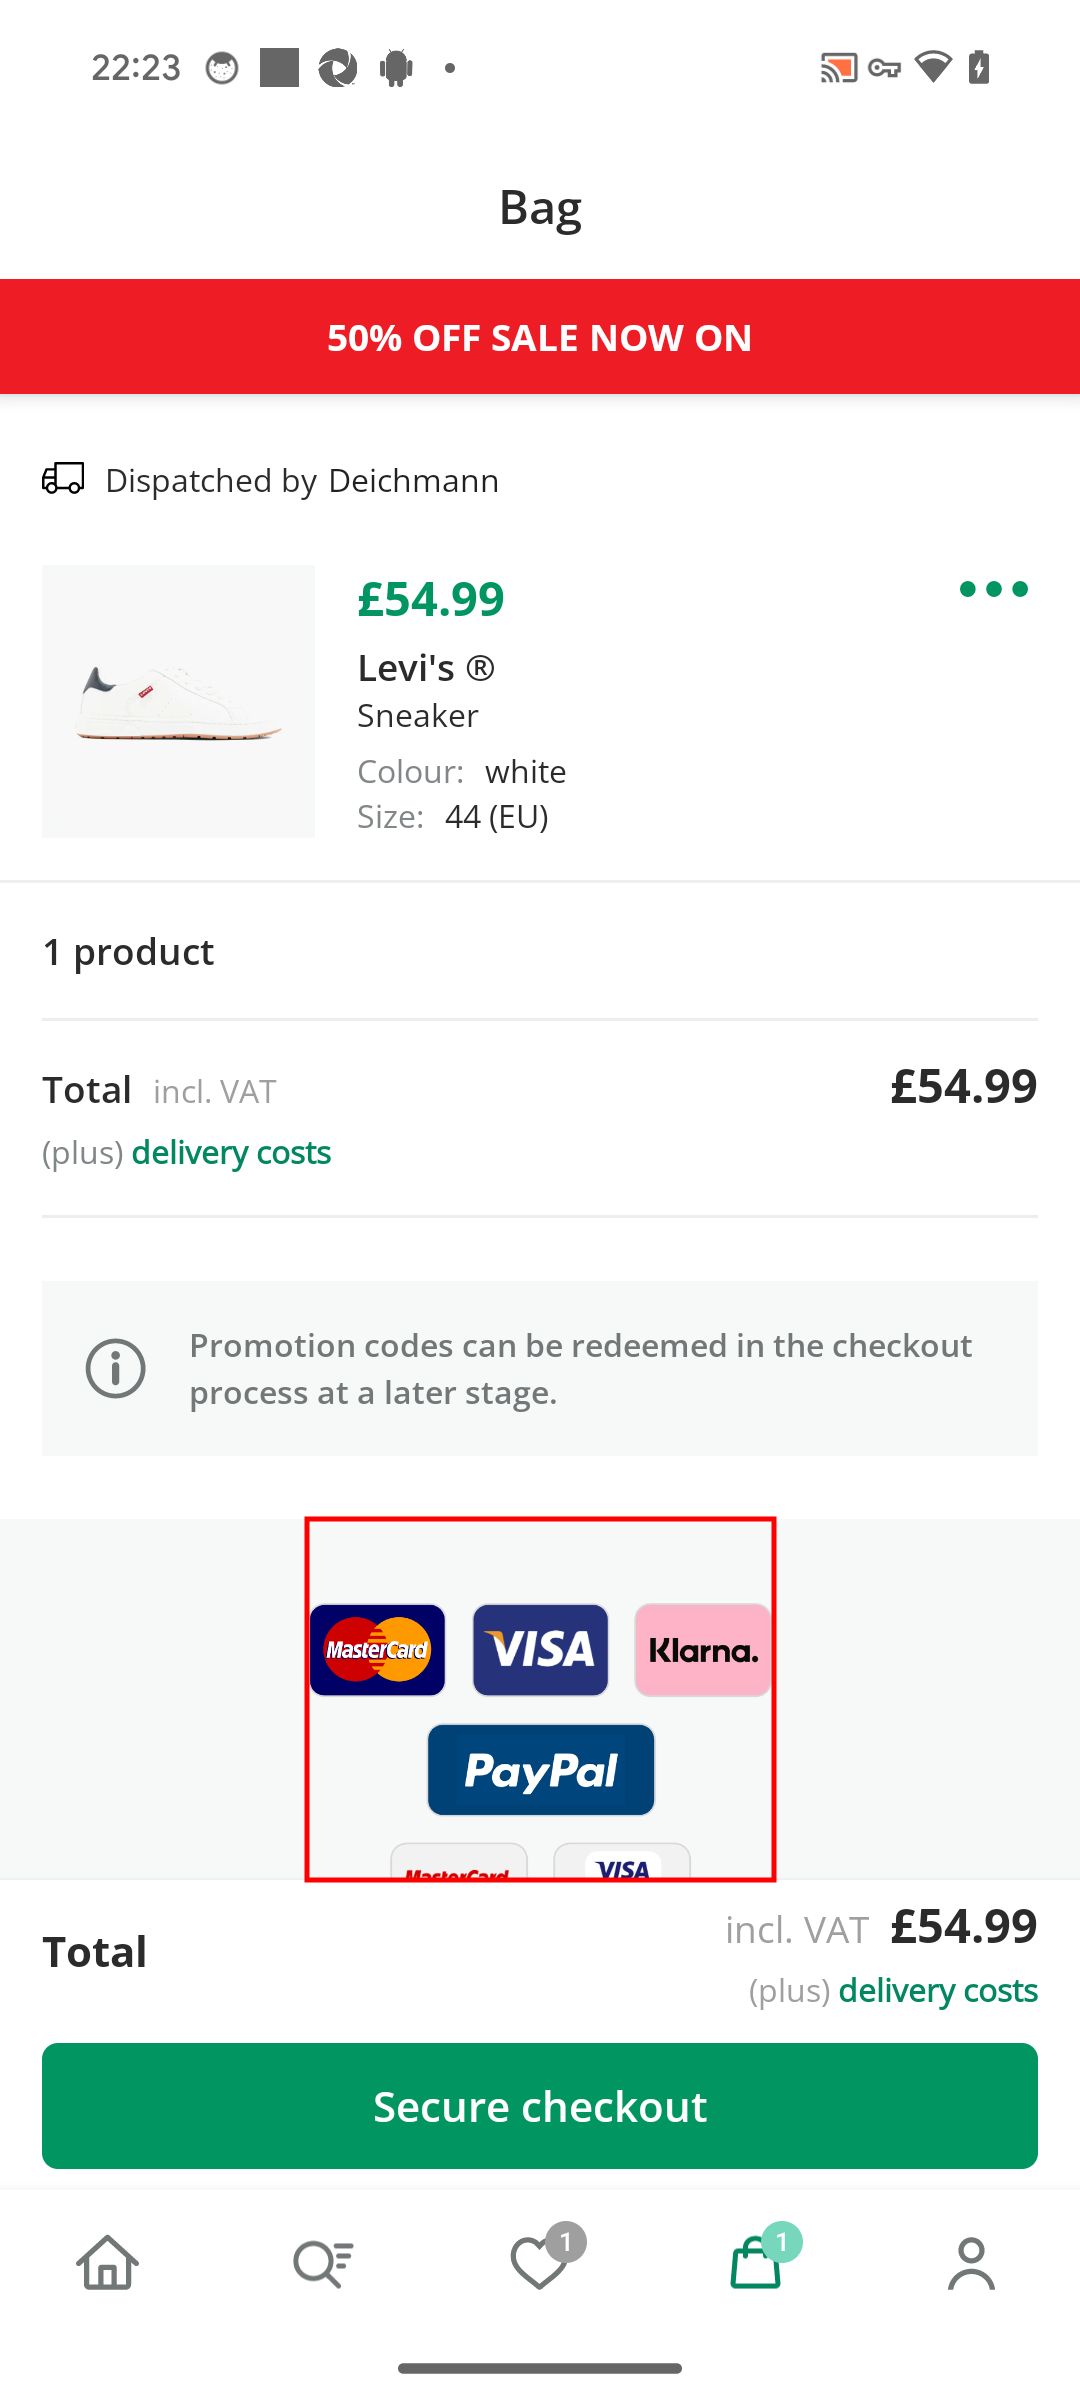 22:23
Bag
50% OFF SALE NOW ON
Dispatched by Deichmann
£54.99
Levi's ®
Sneaker
Colour: white
Size: 44 (EU)
1 product
Total incl. VAT £54.99
(plus) delivery costs
Promotion codes can be redeemed in the checkout
process at a later stage.
MasterCard VISA Klarna.
PayPal
MasterCard VISA
Total incl. VAT £54.99
(plus) delivery costs
Secure checkout
1 1